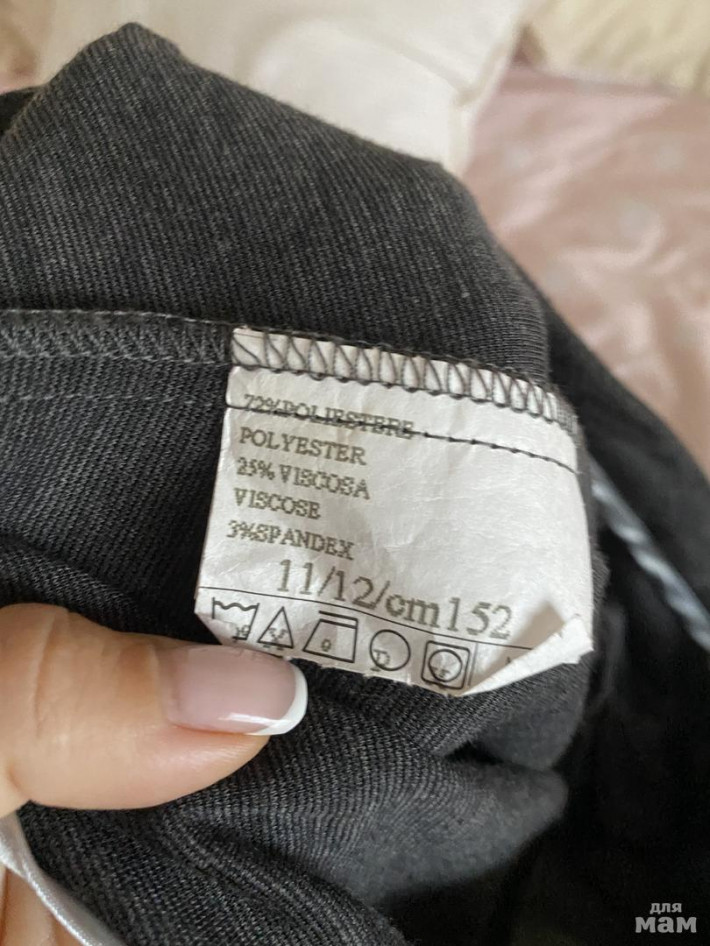 72%POLIESTERE
POLYESTER
25% VISCOSA
VISCOSE
3%SPANDEX
11/12/cm152
для
мам